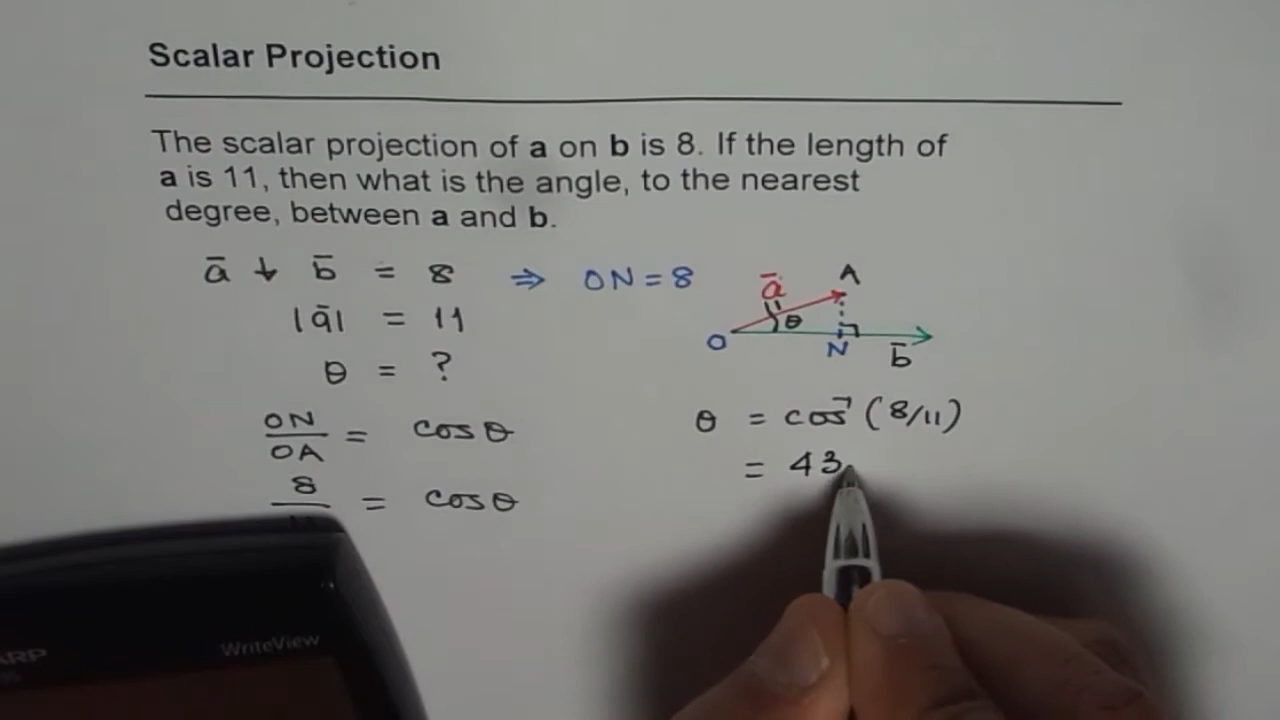 Scalar Projection
The scalar projection of a on b is 8. If the length of
a is 11, then what is the angle, to the nearest
degree, between a and b.
a̅ ↓ b̅ = 8 ⇒ ON = 8
|a̅| = 11
θ = ?
ON/OA = cos θ
8 = cos θ
a̅ A
θ
O N b̅
θ = cos⁻¹ (8/11)
= 43
WriteView